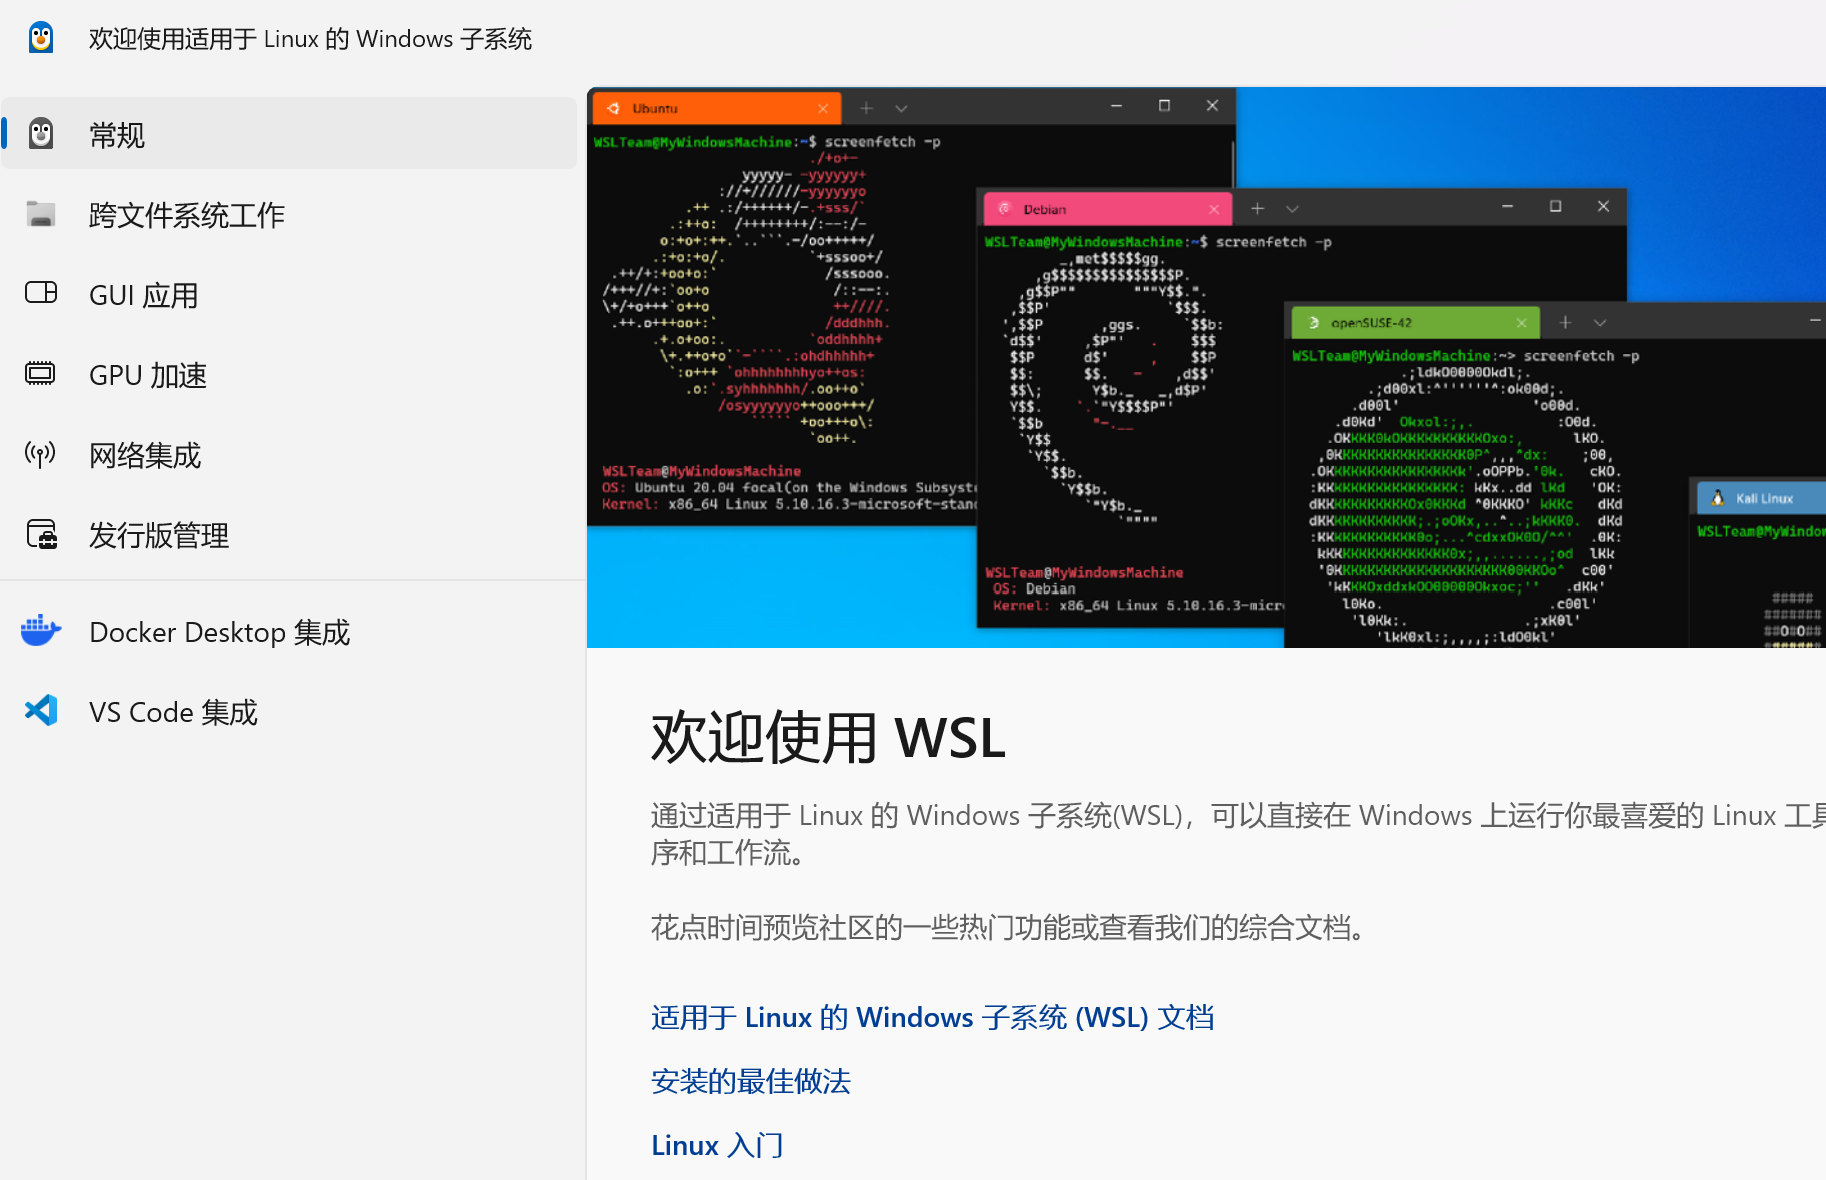 欢迎使用适用于 Linux 的 Windows 子系统
常规
跨文件系统工作
GUI 应用
GPU 加速
网络集成
发行版管理
Docker Desktop 集成
VS Code 集成
Ubuntu
WSLTeam@MyWindowsMachine:~$ screenfetch -p
WSLTeam@MyWindowsMachine
OS: Ubuntu 20.04 focal(on the Windows Subsyste
Kernel: x86_64 Linux 5.10.16.3-microsoft-stan
Debian
WSLTeam@MyWindowsMachine:~$ screenfetch -p
WSLTeam@MyWindowsMachine
OS: Debian
Kernel: x86_64 Linux 5.10.16.3-micro
openSUSE-42
WSLTeam@MyWindowsMachine:~> screenfetch -p
Kali Linux
WSLTeam@MyWindow
欢迎使用 WSL
通过适用于 Linux 的 Windows 子系统(WSL)，可以直接在 Windows 上运行你最喜爱的 Linux 工具
序和工作流。
花点时间预览社区的一些热门功能或查看我们的综合文档。
适用于 Linux 的 Windows 子系统 (WSL) 文档
安装的最佳做法
Linux 入门